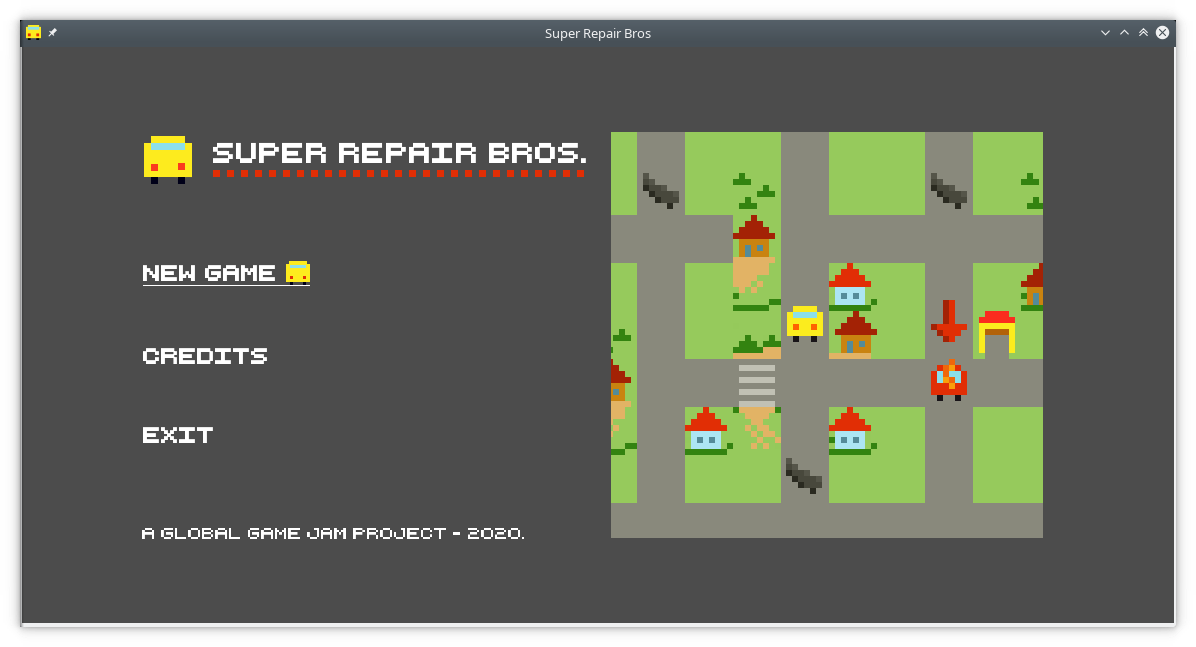 Super Repair Bros
SUPER REPAIR BROS.
NEW GAME
CREDITS
EXIT
A GLOBAL GAME JAM PROJECT - 2020.